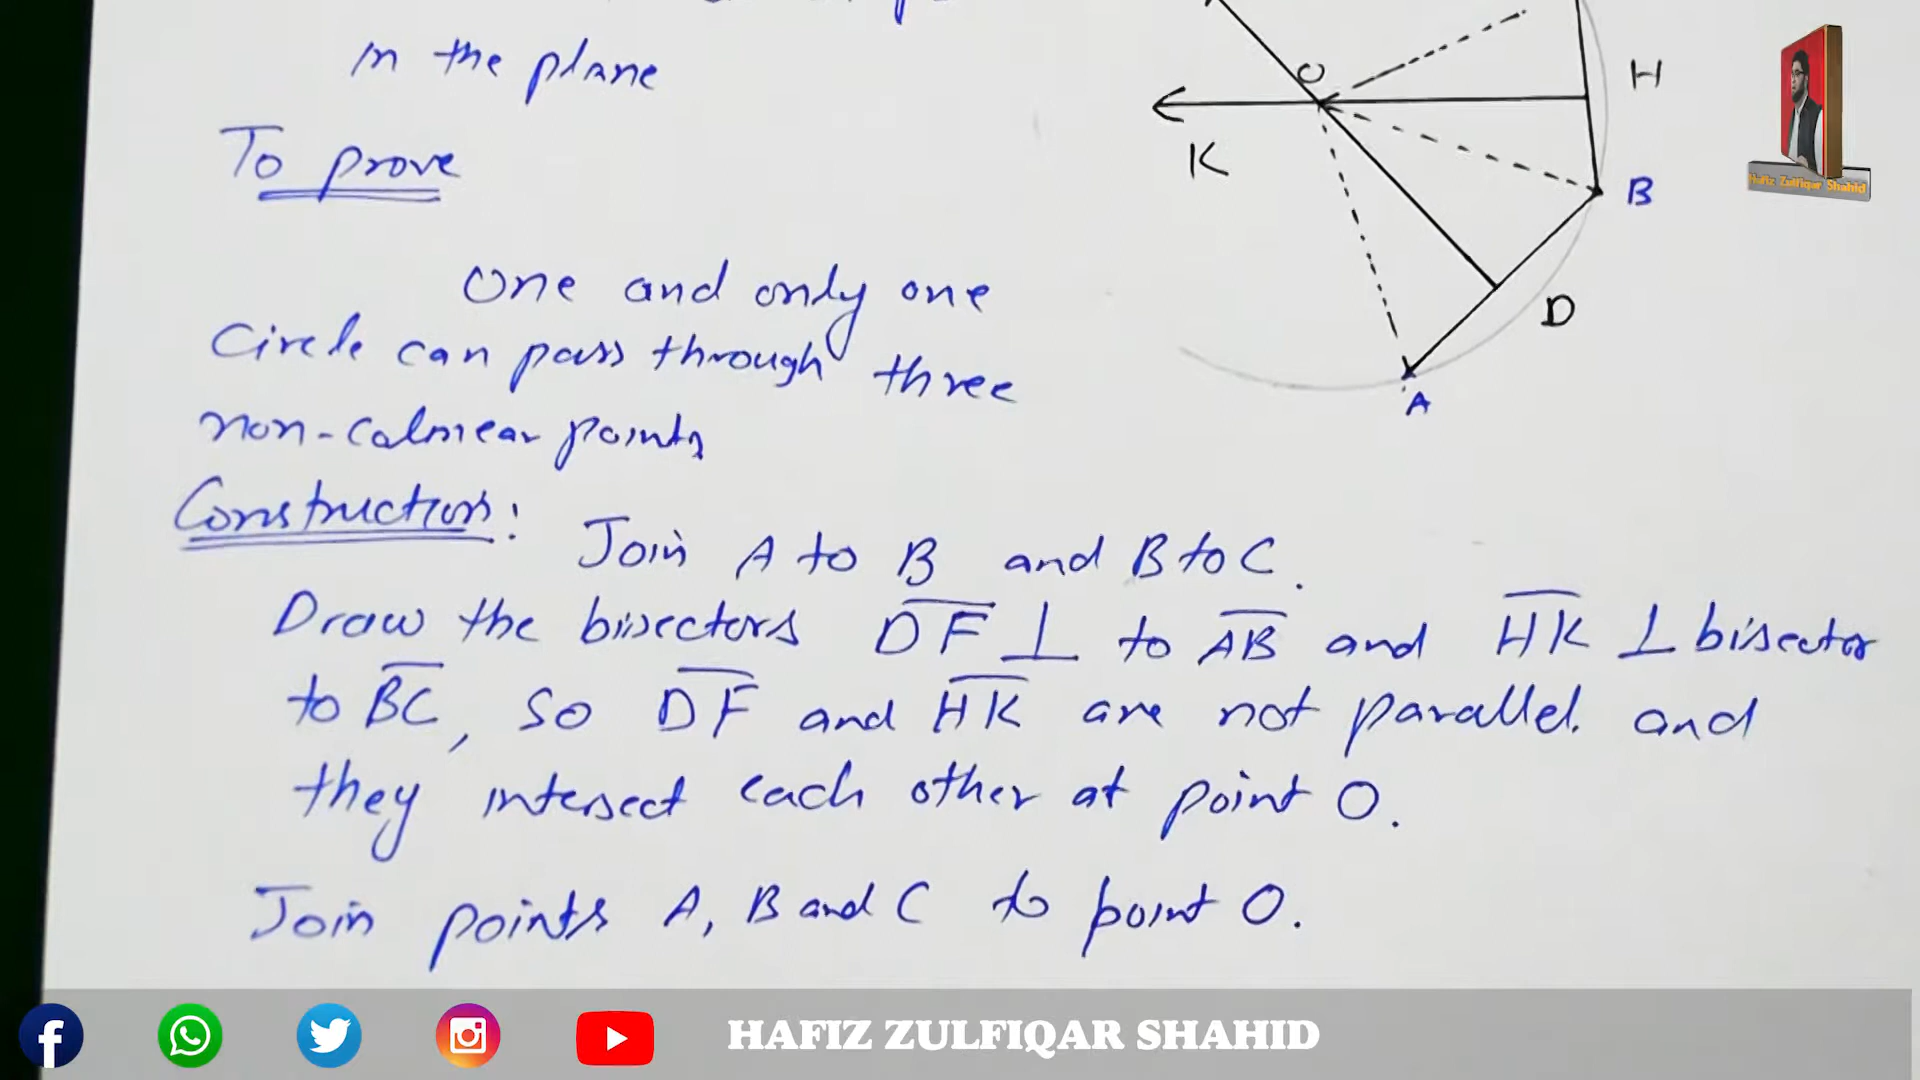 in the plane
To prove
One and only one
Circle can pass through three
non-colinear points
Construction:
Join A to B and B to C.
Draw the bisectors DF ⊥ to AB and HK ⊥ bisector
to BC, so DF and HK are not parallel. and
they intersect each other at point O.
Join points A, B and C to point O.
O
H
K
B
D
A
Hafiz Zulfiqar Shahid
HAFIZ ZULFIQAR SHAHID